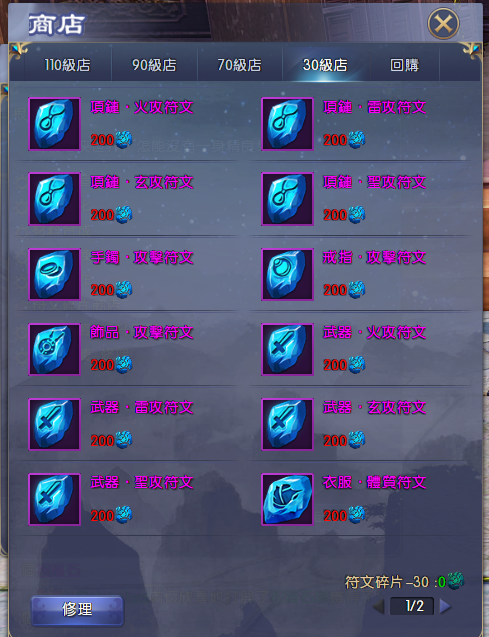 商店
110級店 90級店 70級店 30級店 回購
項鏈·火攻符文
200
項鏈·雷攻符文
200
項鏈·玄攻符文
200
項鏈·聖攻符文
200
手鐲·攻擊符文
200
戒指·攻擊符文
200
飾品·攻擊符文
200
武器·火攻符文
200
武器·雷攻符文
200
武器·玄攻符文
200
武器·聖攻符文
200
衣服·體質符文
200
符文碎片-30 :0
修理
1/2